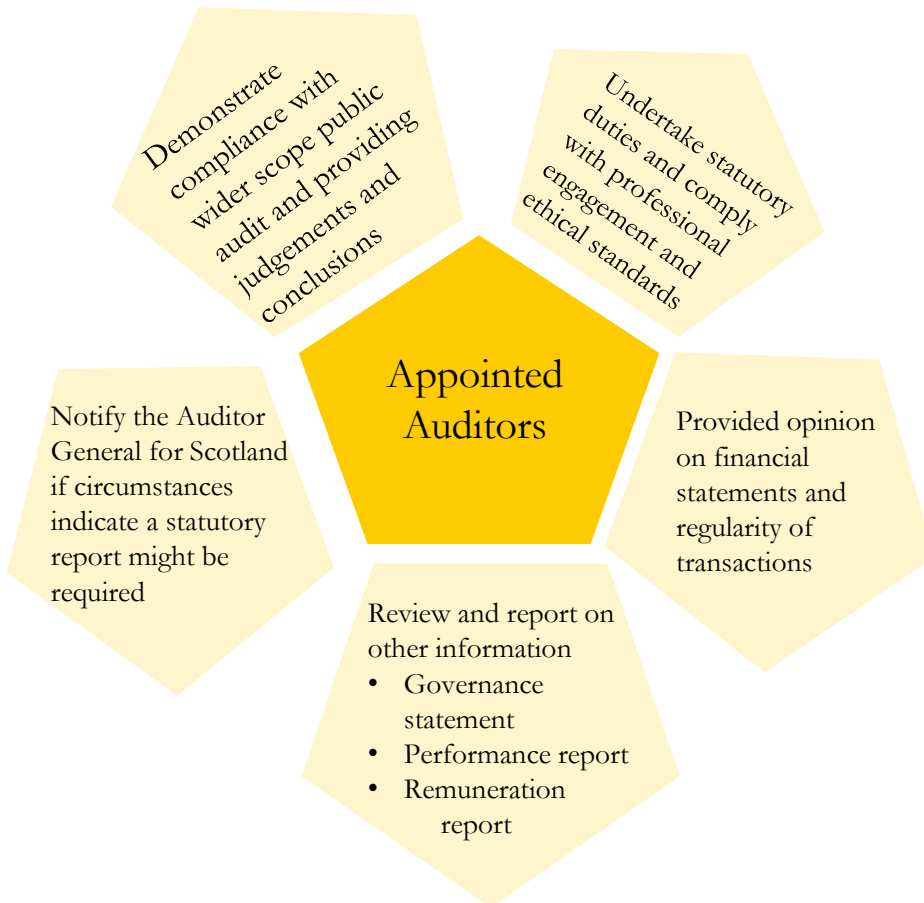 Demonstrate
compliance with
wider scope public
audit and providing
judgements and
conclusions
Undertake statutory
duties and comply
with professional
engagement and
ethical standards
Appointed
Auditors
Notify the Auditor
General for Scotland
if circumstances
indicate a statutory
report might be
required
Provided opinion
on financial
statements and
regularity of
transactions
Review and report on
other information
• Governance
statement
• Performance report
• Remuneration
report